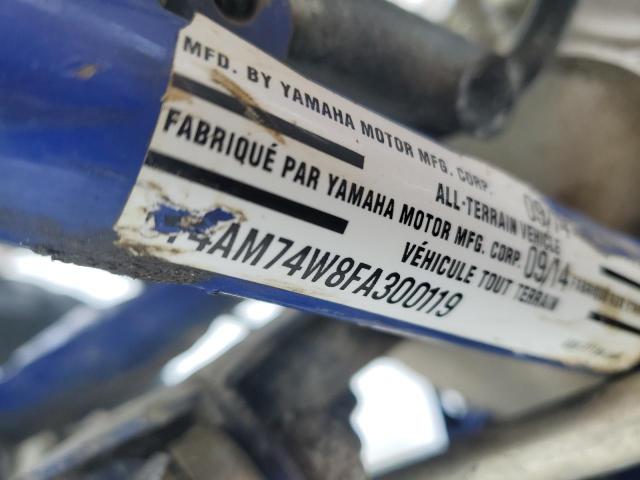 MFD. BY YAMAHA MOTOR MFG. CORP. 09/14
ALL-TERRAIN VEHICLE
FABRIQUÉ PAR YAMAHA MOTOR MFG. CORP. 09/14
VÉHICULE TOUT TERRAIN
4AM74W8FA300119